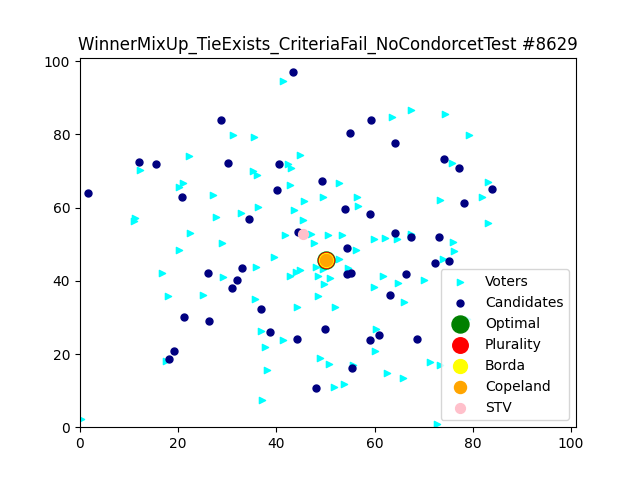 WinnerMixUp_TieExists_CriteriaFail_NoCondorcetTest #8629
100
80
60
40
20
0
0
20
40
60
80
100
Voters
Candidates
Optimal
Plurality
Borda
Copeland
STV